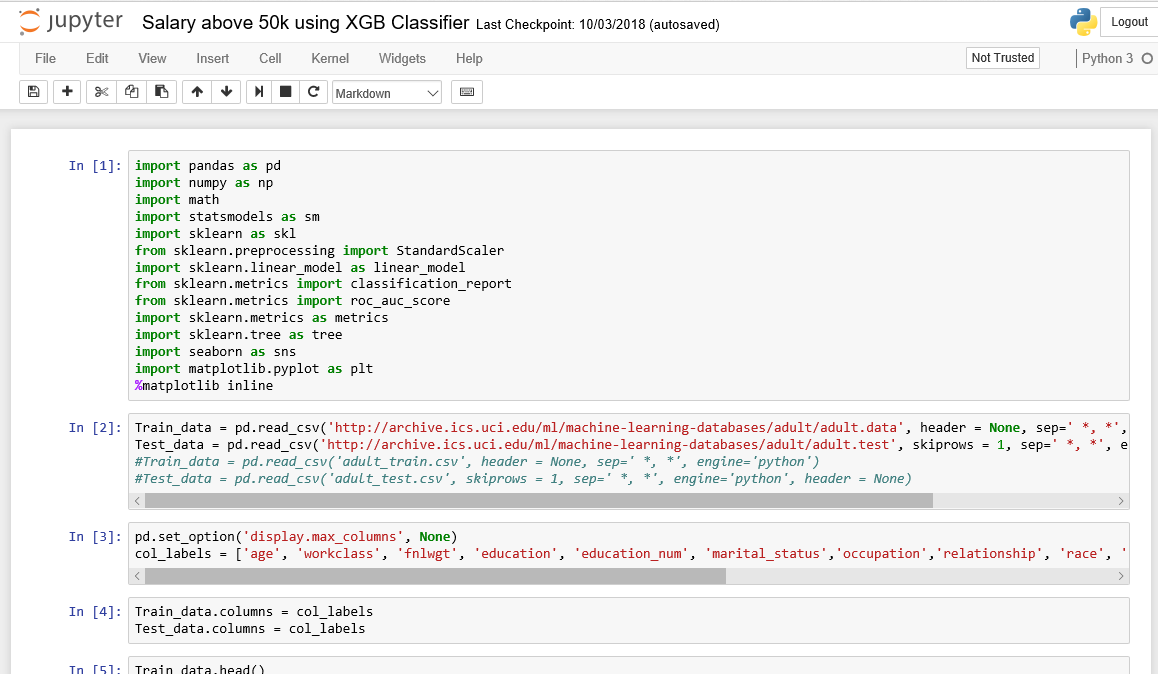 jupyter Salary above 50k using XGB Classifier Last Checkpoint: 10/03/2018 (autosaved)
Logout
File Edit View Insert Cell Kernel Widgets Help
Not Trusted
Python 3
Markdown
In [1]:
import pandas as pd
import numpy as np
import math
import statsmodels as sm
import sklearn as skl
from sklearn.preprocessing import StandardScaler
import sklearn.linear_model as linear_model
from sklearn.metrics import classification_report
from sklearn.metrics import roc_auc_score
import sklearn.metrics as metrics
import sklearn.tree as tree
import seaborn as sns
import matplotlib.pyplot as plt
%matplotlib inline
In [2]:
Train_data = pd.read_csv('http://archive.ics.uci.edu/ml/machine-learning-databases/adult/adult.data', header = None, sep=' *, *',
Test_data = pd.read_csv('http://archive.ics.uci.edu/ml/machine-learning-databases/adult/adult.test', skiprows = 1, sep=' *, *', e
#Train_data = pd.read_csv('adult_train.csv', header = None, sep=' *, *', engine='python')
#Test_data = pd.read_csv('adult_test.csv', skiprows = 1, sep=' *, *', engine='python', header = None)
In [3]:
pd.set_option('display.max_columns', None)
col_labels = ['age', 'workclass', 'fnlwgt', 'education', 'education_num', 'marital_status','occupation','relationship', 'race', '
In [4]:
Train_data.columns = col_labels
Test_data.columns = col_labels
In [5]:
Train_data.head()